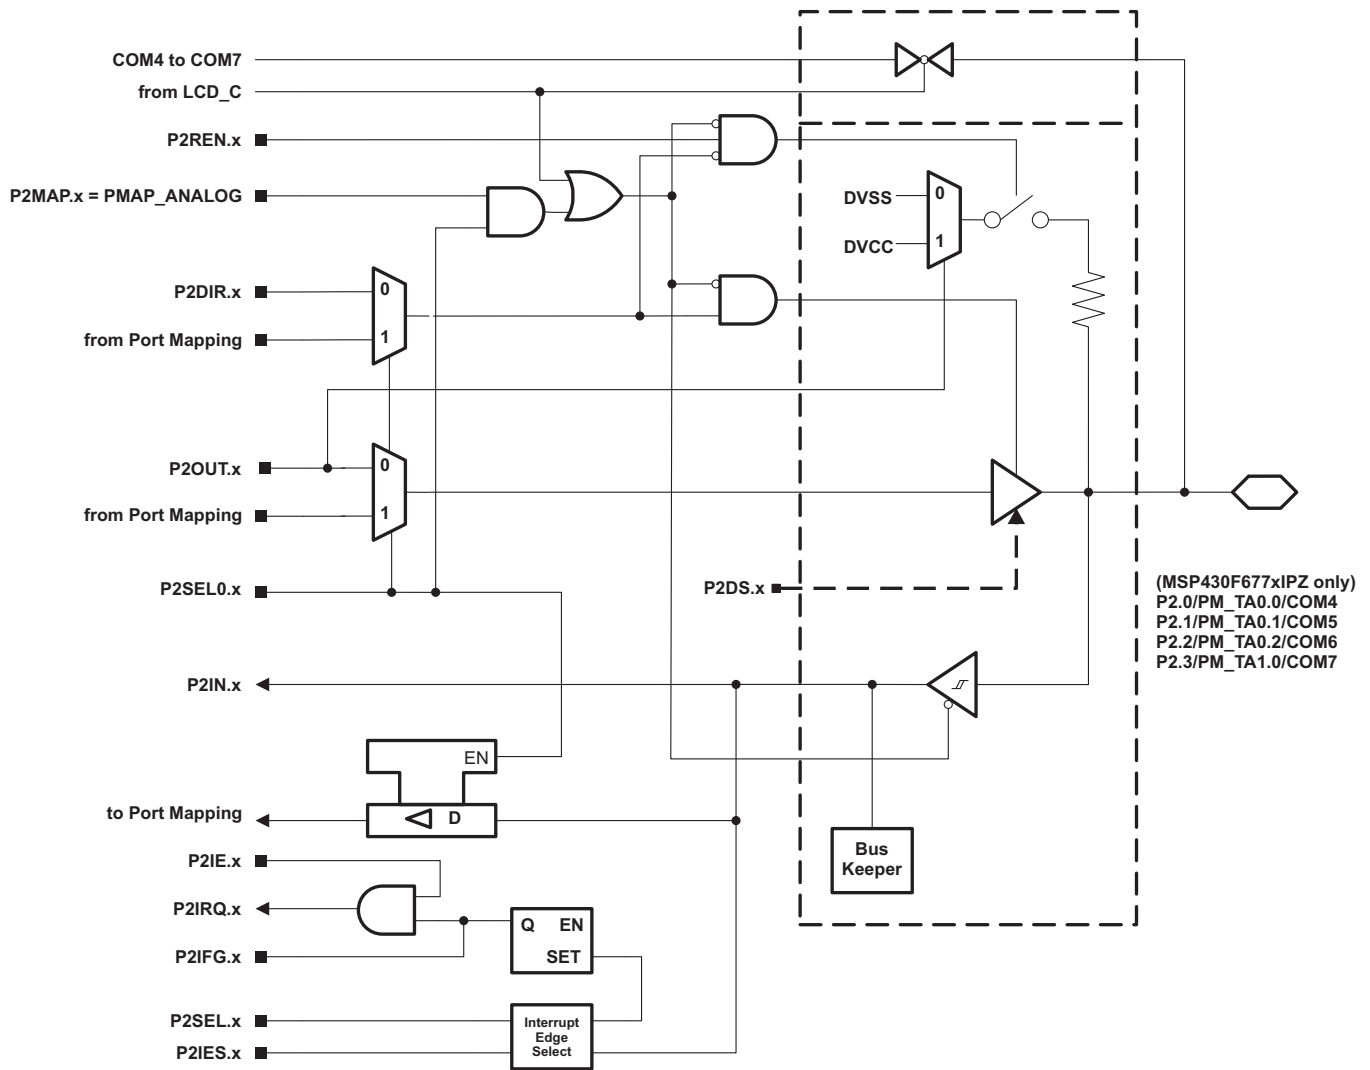 COM4 to COM7
from LCD_C
P2REN.x
P2MAP.x = PMAP_ANALOG
DVSS
0
DVCC
1
P2DIR.x
0
from Port Mapping
1
P2OUT.x
0
from Port Mapping
1
P2SEL0.x
P2DS.x
(MSP430F677xIPZ only)
P2.0/PM_TA0.0/COM4
P2.1/PM_TA0.1/COM5
P2.2/PM_TA0.2/COM6
P2.3/PM_TA1.0/COM7
P2IN.x
EN
to Port Mapping
D
Bus
Keeper
P2IE.x
P2IRQ.x
Q EN
SET
P2IFG.x
P2SEL.x
P2IES.x
Interrupt
Edge
Select